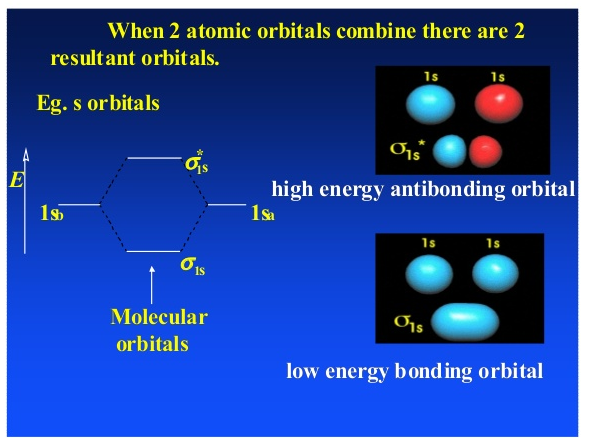 When 2 atomic orbitals combine there are 2
resultant orbitals.
Eg. s orbitals
1s 1s
σ1s*
high energy antibonding orbital
E
σ*1s
1sb
1sa
σ1s
Molecular
orbitals
1s 1s
σ1s
low energy bonding orbital